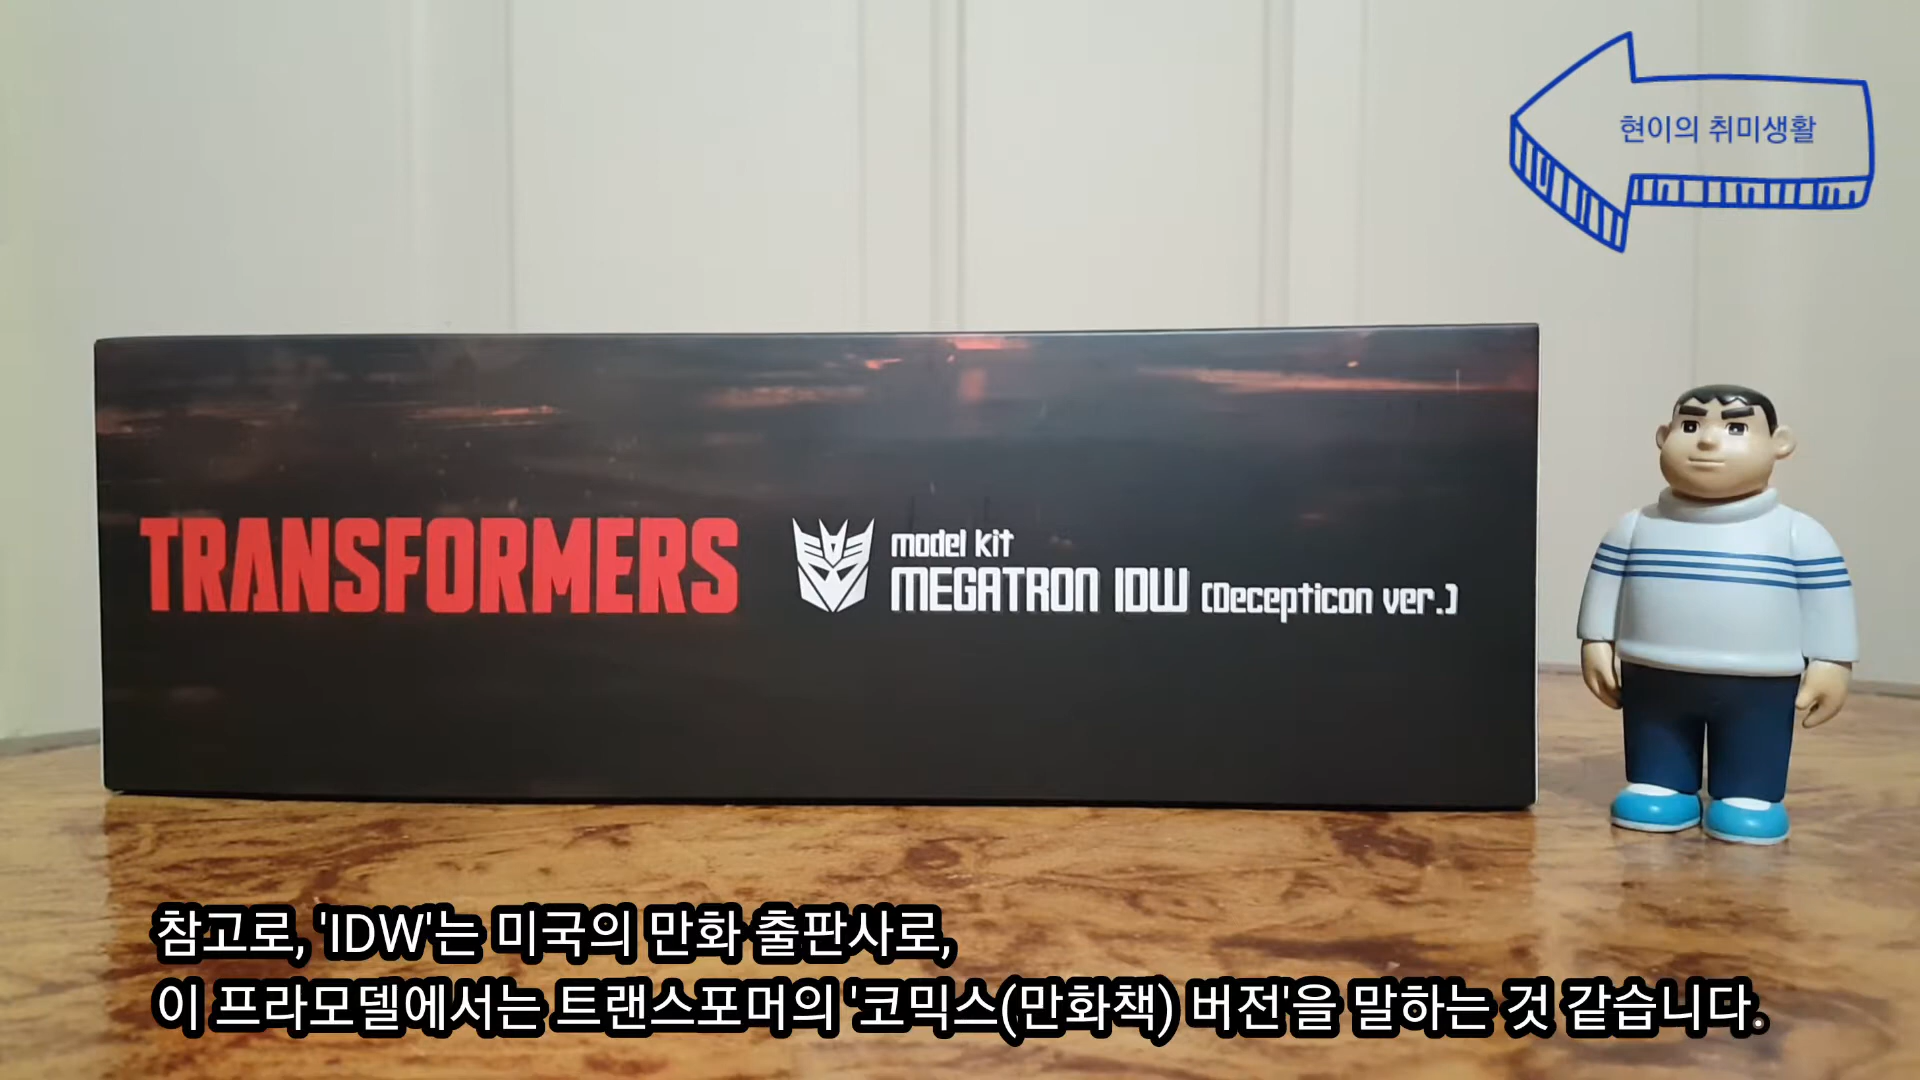 현이의 취미생활
TRANSFORMERS
model kit
MEGATRON IDW (Decepticon ver.)
참고로, 'IDW'는 미국의 만화 출판사로,
이 프라모델에서는 트랜스포머의 '코믹스(만화책) 버전'을 말하는 것 같습니다.